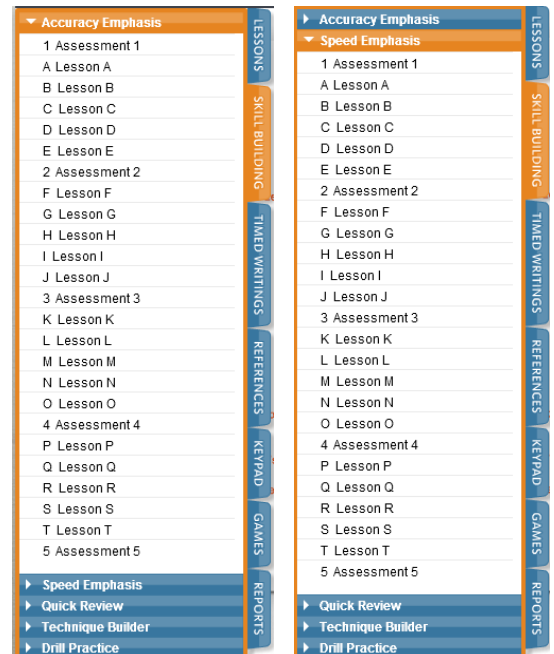 Accuracy Emphasis
1 Assessment 1
A Lesson A
B Lesson B
C Lesson C
D Lesson D
E Lesson E
2 Assessment 2
F Lesson F
G Lesson G
H Lesson H
I Lesson I
J Lesson J
3 Assessment 3
K Lesson K
L Lesson L
M Lesson M
N Lesson N
O Lesson O
4 Assessment 4
P Lesson P
Q Lesson Q
R Lesson R
S Lesson S
T Lesson T
5 Assessment 5
Speed Emphasis
Quick Review
Technique Builder
Drill Practice
LESSONS
SKILL BUILDING
TIMED WRITINGS
REFERENCES
KEYPAD
GAMES
REPORTS
Accuracy Emphasis
Speed Emphasis
1 Assessment 1
A Lesson A
B Lesson B
C Lesson C
D Lesson D
E Lesson E
2 Assessment 2
F Lesson F
G Lesson G
H Lesson H
I Lesson I
J Lesson J
3 Assessment 3
K Lesson K
L Lesson L
M Lesson M
N Lesson N
O Lesson O
4 Assessment 4
P Lesson P
Q Lesson Q
R Lesson R
S Lesson S
T Lesson T
5 Assessment 5
Quick Review
Technique Builder
Drill Practice
LESSONS
SKILL BUILDING
TIMED WRITINGS
REFERENCES
KEYPAD
GAMES
REPORTS